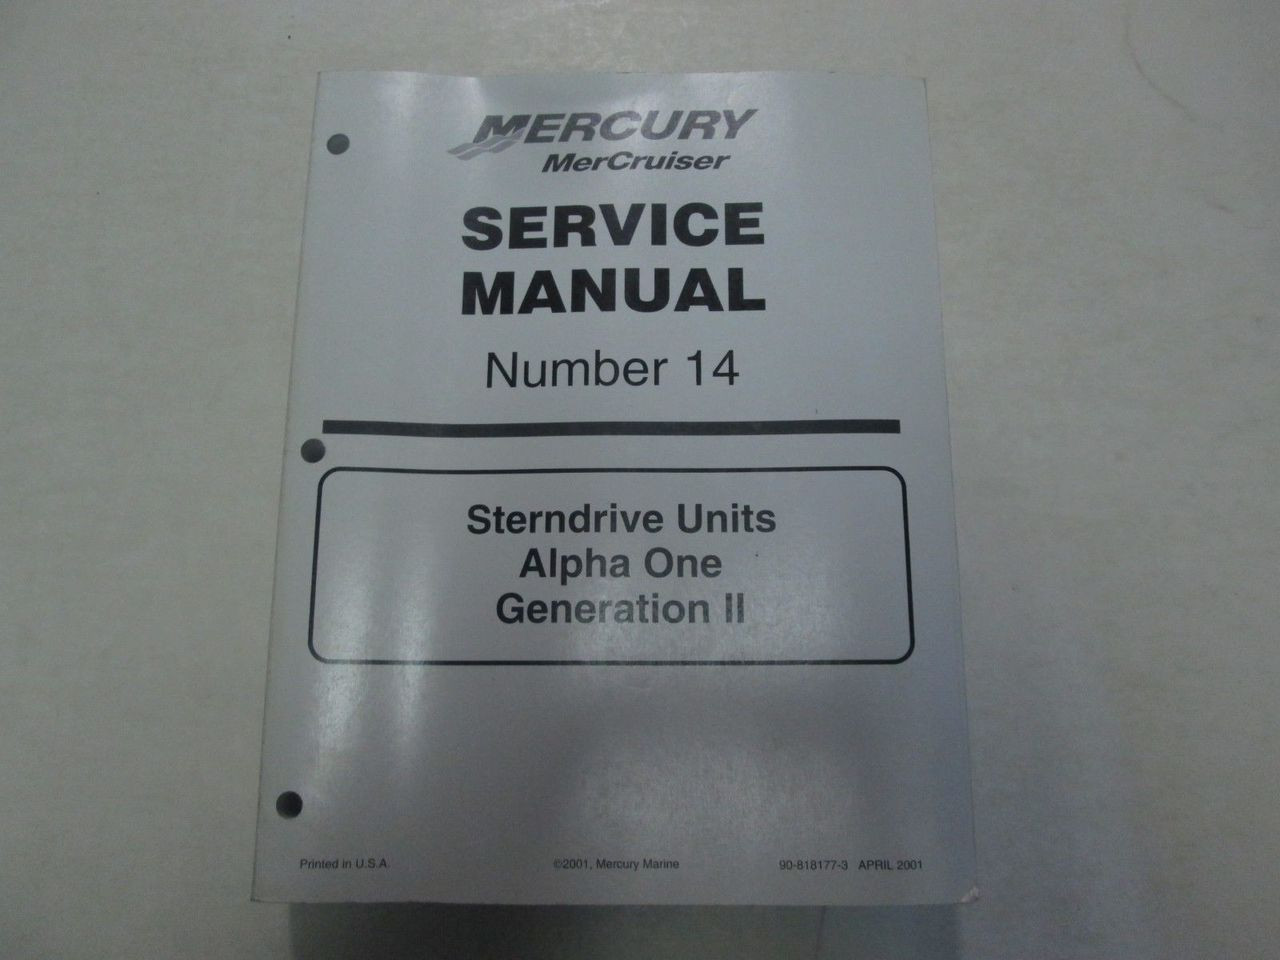 MERCURY
MerCruiser
SERVICE
MANUAL
Number 14
Sterndrive Units
Alpha One
Generation II
Printed in U.S.A.
©2001, Mercury Marine
90-818177-3 APRIL 2001